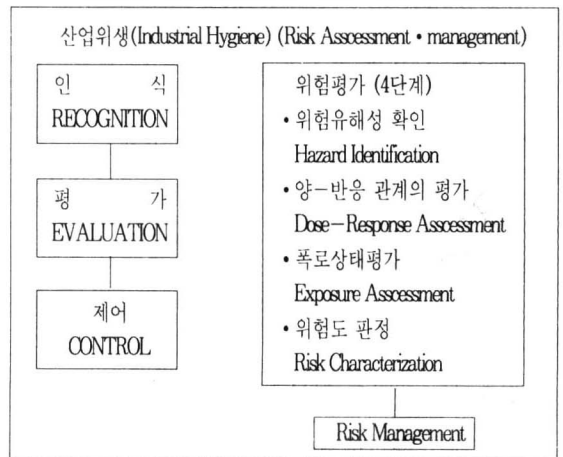 산업위생(Industrial Hygiene) (Risk Asscessment • management)
인 식
RECOGNITION
평 가
EVALUATION
제어
CONTROL
위험평가 (4단계)
• 위험유해성 확인
Hazard Identification
• 양-반응 관계의 평가
Dose-Response Asscessment
• 폭로상태평가
Exposure Asscessment
• 위험도 판정
Risk Characterization
Risk Management